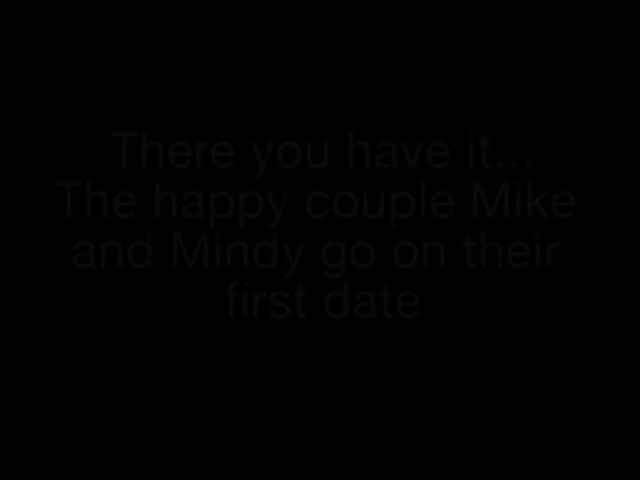 There you have it...
The happy couple Mike
and Mindy go on their
first date